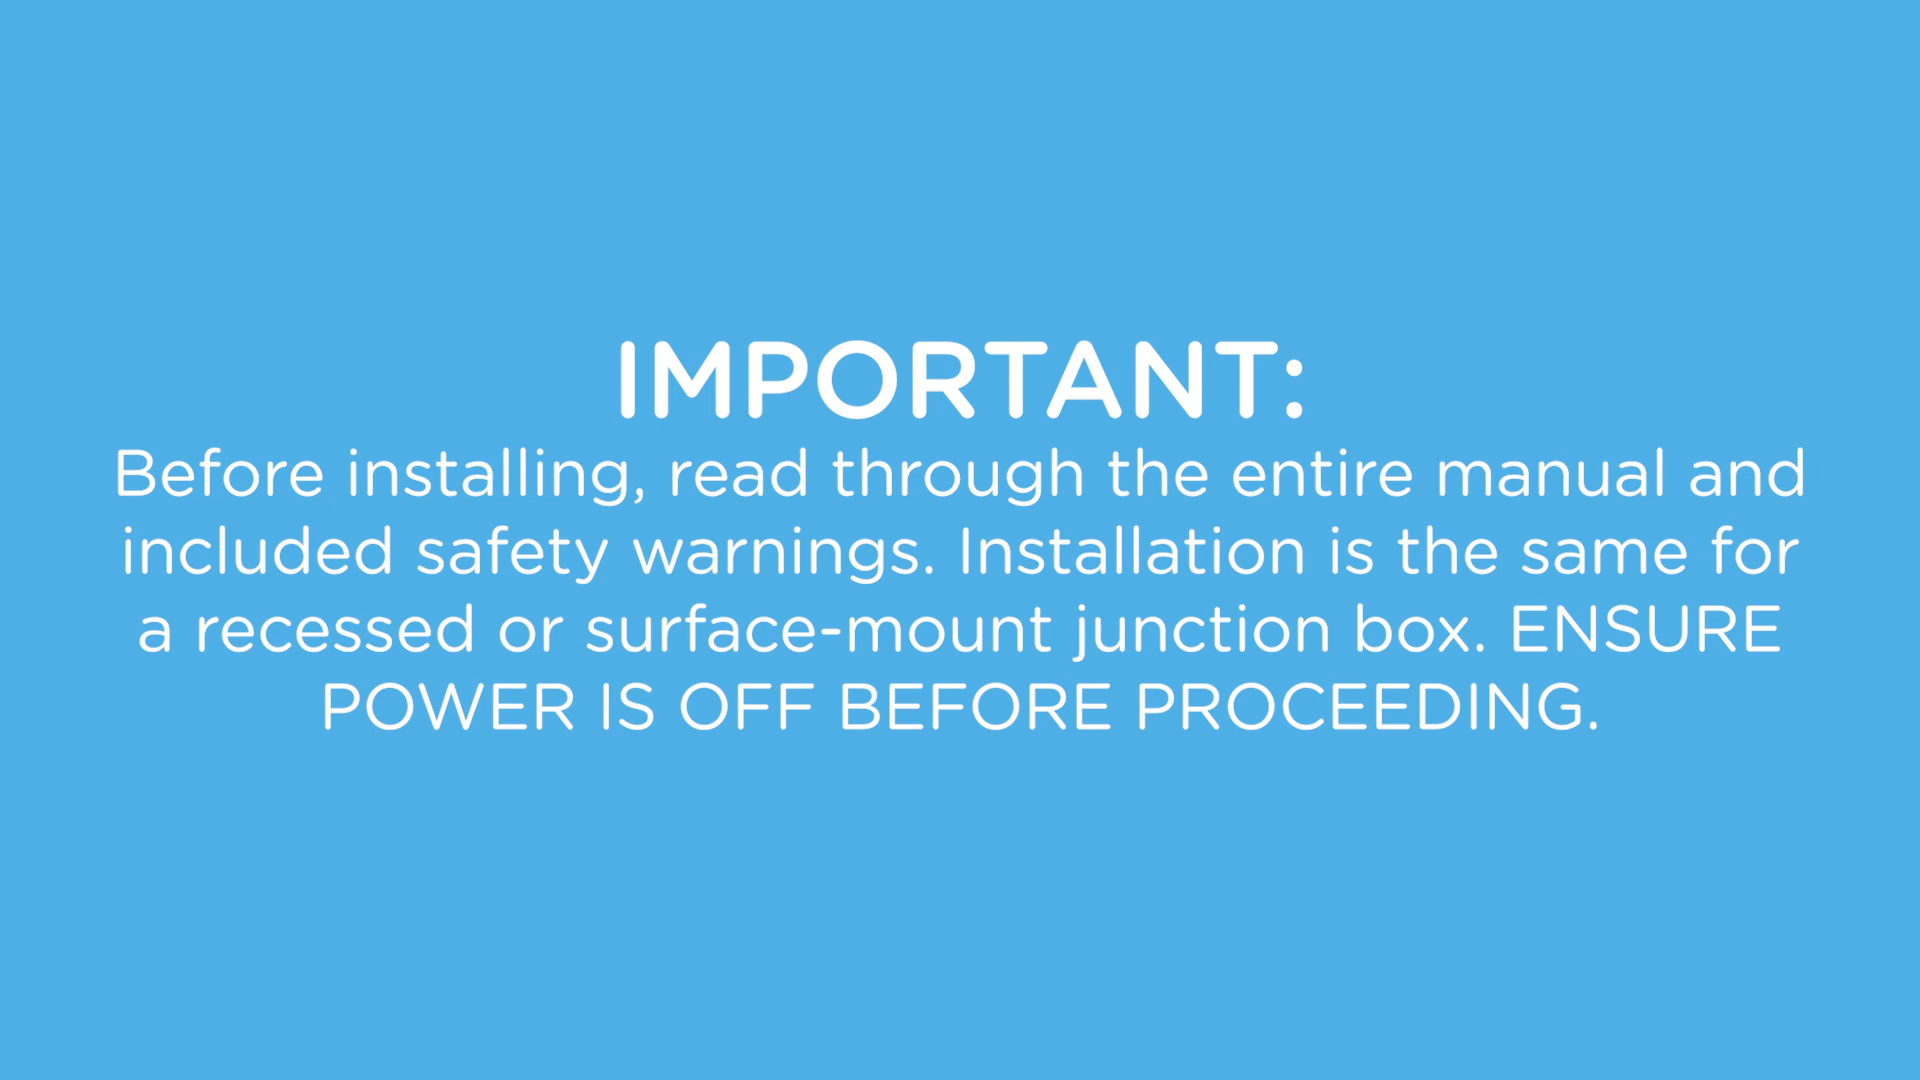 IMPORTANT:
Before installing, read through the entire manual and
included safety warnings. Installation is the same for
a recessed or surface-mount junction box. ENSURE
POWER IS OFF BEFORE PROCEEDING.